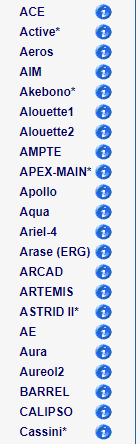 ACE
Active*
Aeros
AIM
Akebono*
Alouette1
Alouette2
AMPTE
APEX-MAIN*
Apollo
Aqua
Ariel-4
Arase (ERG)
ARCAD
ARTEMIS
ASTRID II*
AE
Aura
Aureol2
BARREL
CALIPSO
Cassini*